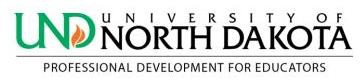 UND UNIVERSITY OF
NORTH DAKOTA
PROFESSIONAL DEVELOPMENT FOR EDUCATORS